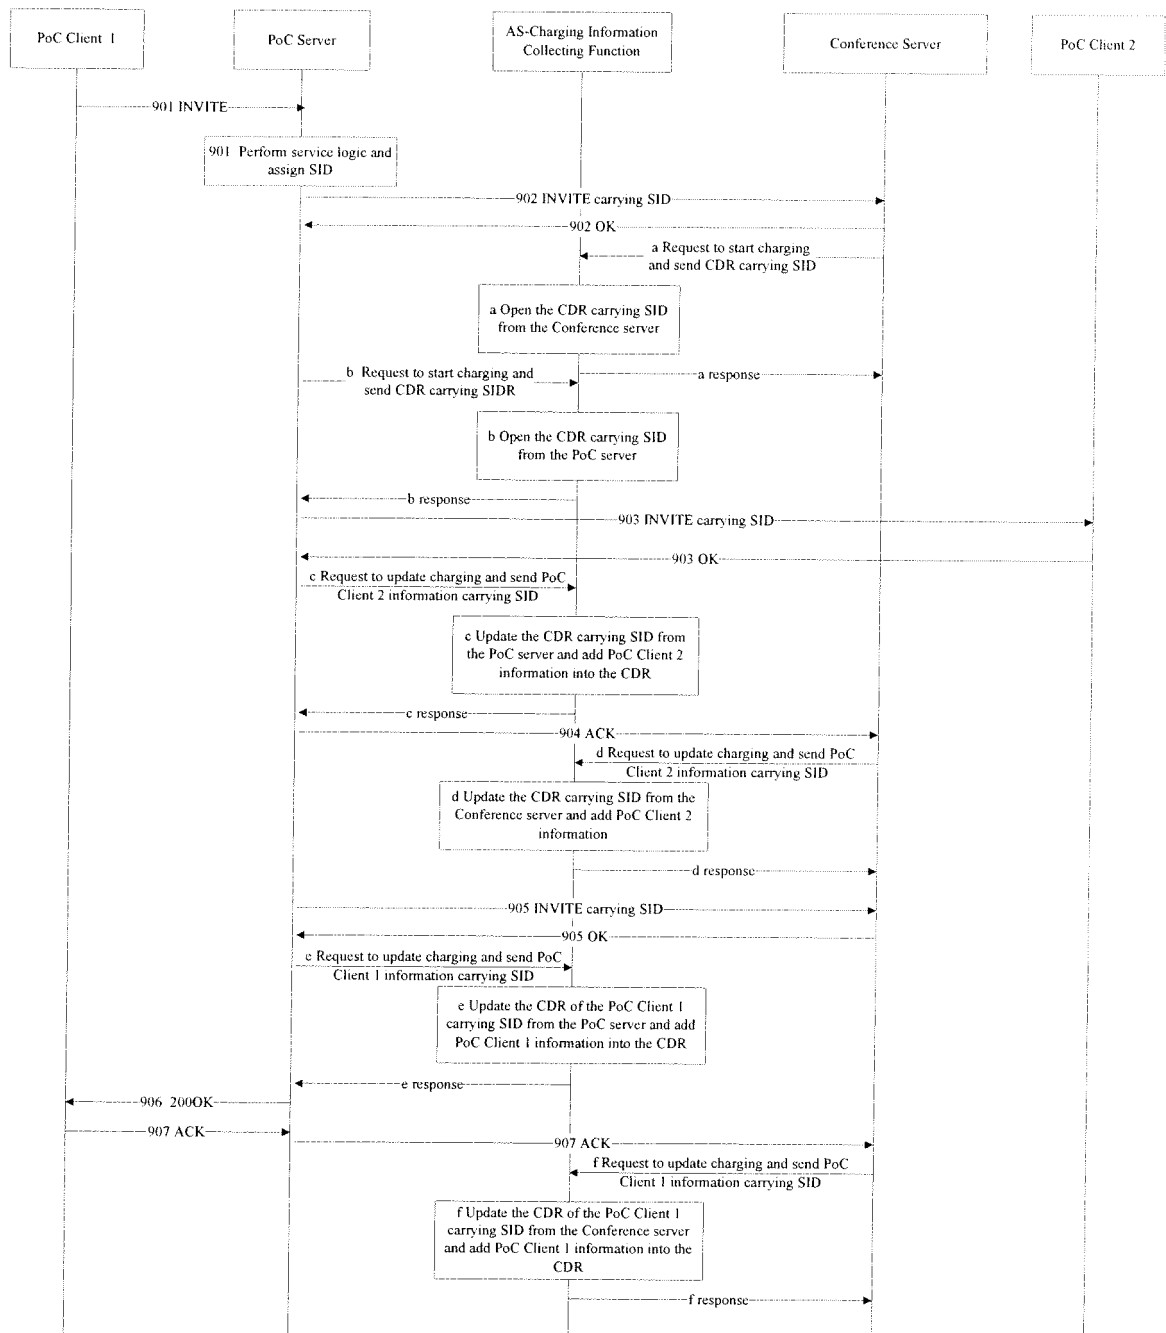 PoC Client 1
PoC Server
AS-Charging Information
Collecting Function
Conference Server
PoC Client 2
901 INVITE
901 Perform service logic and
assign SID
902 INVITE carrying SID
902 OK
a Request to start charging
and send CDR carrying SID
a Open the CDR carrying SID
from the Conference server
b Request to start charging and
send CDR carrying SIDR
a response
b Open the CDR carrying SID
from the PoC server
b response
903 INVITE carrying SID
903 OK
c Request to update charging and send PoC
Client 2 information carrying SID
c Update the CDR carrying SID from
the PoC server and add PoC Client 2
information into the CDR
c response
904 ACK
d Request to update charging and send PoC
Client 2 information carrying SID
d Update the CDR carrying SID from the
Conference server and add PoC Client 2
information
d response
905 INVITE carrying SID
905 OK
e Request to update charging and send PoC
Client 1 information carrying SID
e Update the CDR of the PoC Client 1
carrying SID from the PoC server and add
PoC Client 1 information into the CDR
e response
906 200OK
907 ACK
907 ACK
f Request to update charging and send PoC
Client 1 information carrying SID
f Update the CDR of the PoC Client 1
carrying SID from the Conference server
and add PoC Client 1 information into the
CDR
f response